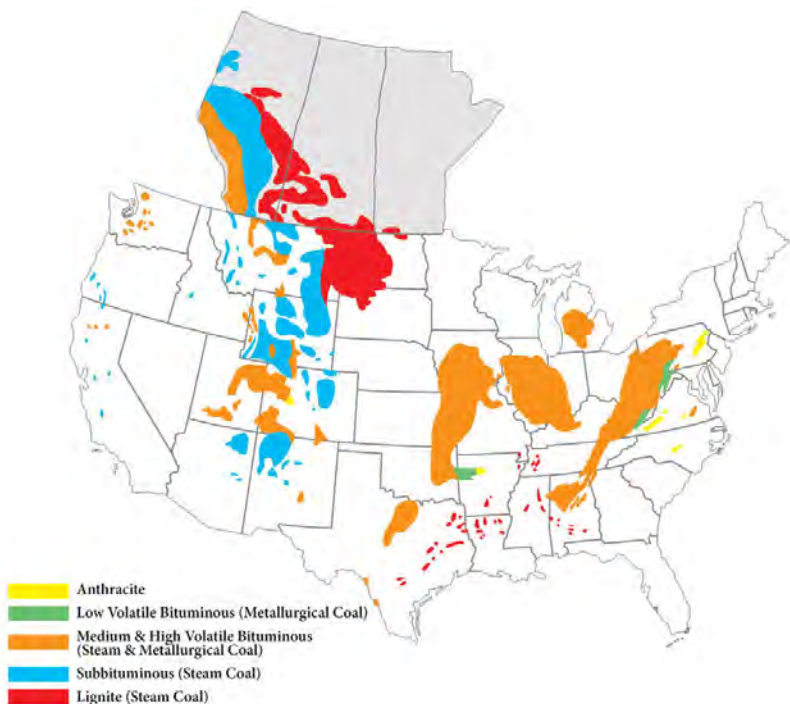 Anthracite
Low Volatile Bituminous (Metallurgical Coal)
Medium & High Volatile Bituminous
(Steam & Metallurgical Coal)
Subbituminous (Steam Coal)
Lignite (Steam Coal)